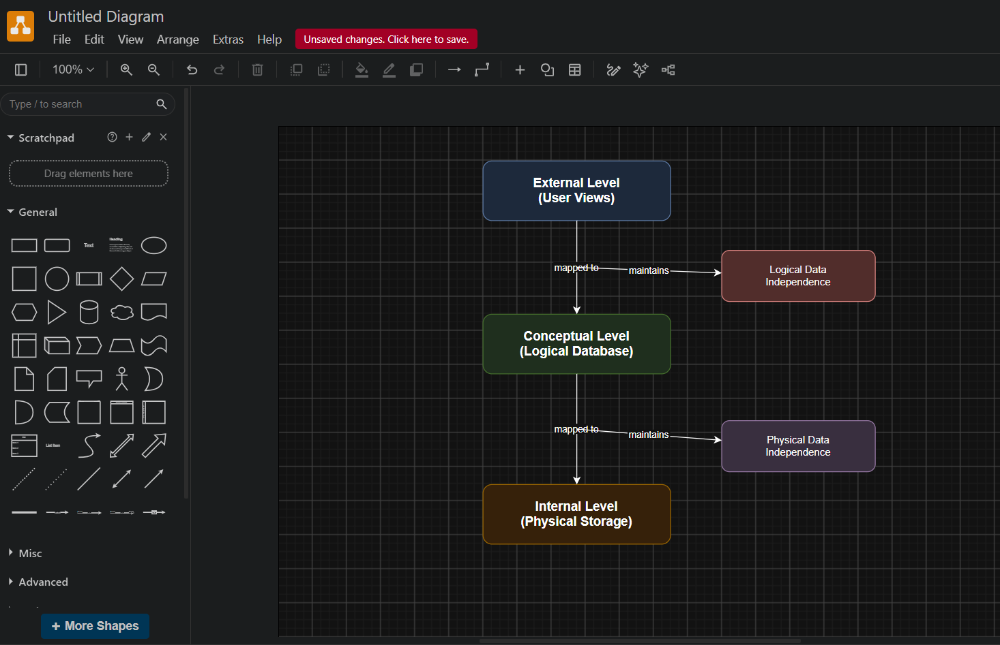 Untitled Diagram
File Edit View Arrange Extras Help Unsaved changes. Click here to save.
100%
Type / to search
Scratchpad
Drag elements here
General
Text
Heading
List Item
Misc
Advanced
+ More Shapes
External Level
(User Views)
mapped to
maintains
Logical Data
Independence
Conceptual Level
(Logical Database)
mapped to
maintains
Physical Data
Independence
Internal Level
(Physical Storage)